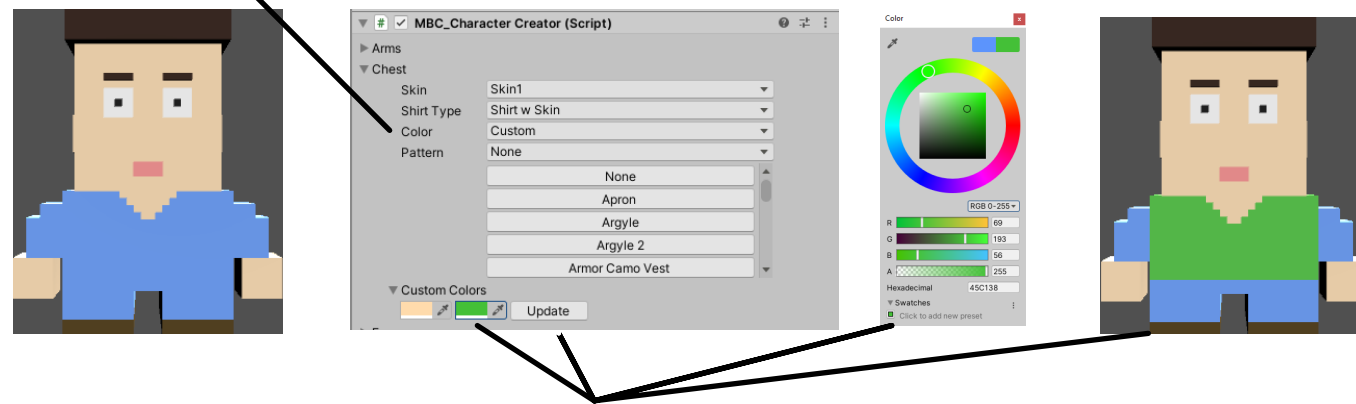 MBC_Character Creator (Script)
Arms
Chest
Skin Skin1
Shirt Type Shirt w Skin
Color Custom
Pattern None
None
Apron
Argyle
Argyle 2
Armor Camo Vest
Custom Colors
Update
Color
RGB 0-255
R 69
G 193
B 56
A 255
Hexadecimal 45C138
Swatches
Click to add new preset